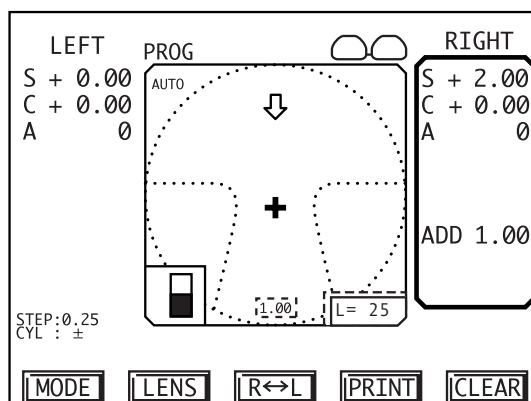 LEFT
S + 0.00
C + 0.00
A 0
PROG
AUTO
1.00
L= 25
RIGHT
S + 2.00
C + 0.00
A 0
ADD 1.00
STEP:0.25
CYL : ±
MODE
LENS
R↔L
PRINT
CLEAR